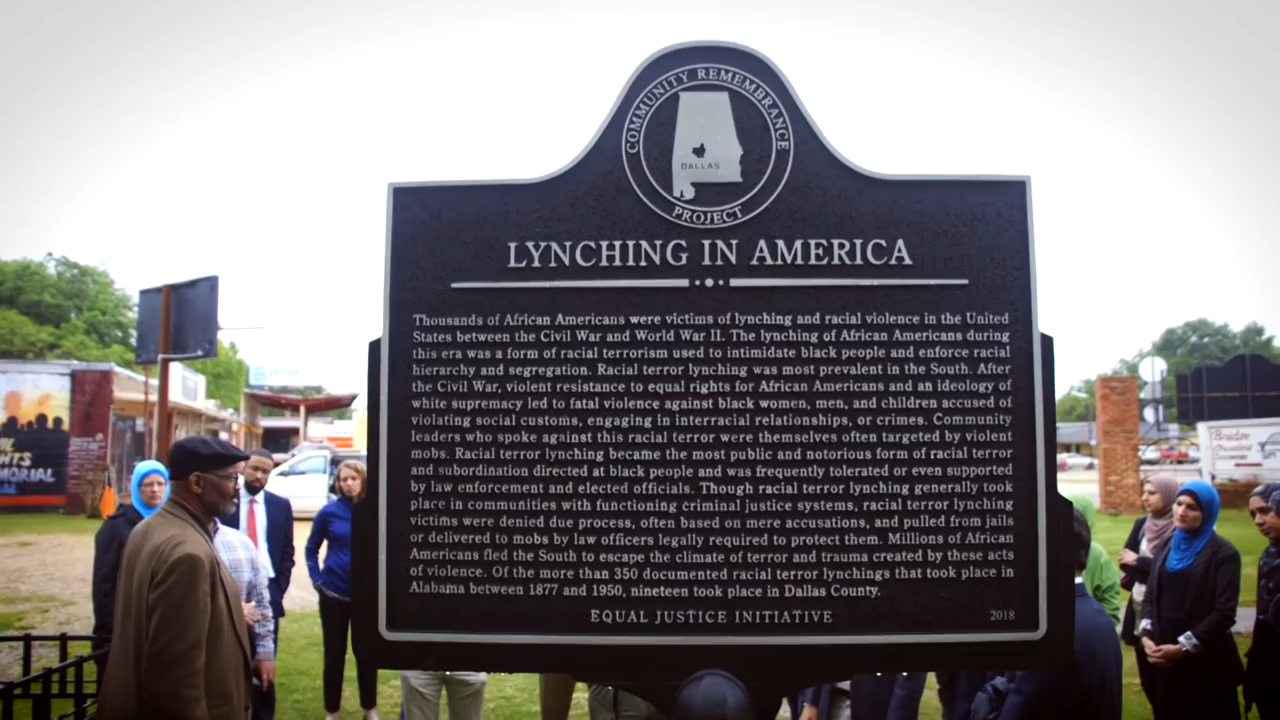 COMMUNITY REMEMBRANCE
DALLAS
PROJECT
LYNCHING IN AMERICA
Thousands of African Americans were victims of lynching and racial violence in the United
States between the Civil War and World War II. The lynching of African Americans during
this era was a form of racial terrorism used to intimidate black people and enforce racial
hierarchy and segregation. Racial terror lynching was most prevalent in the South. After
the Civil War, violent resistance to equal rights for African Americans and an ideology of
white supremacy led to fatal violence against black women, men, and children accused of
violating social customs, engaging in interracial relationships, or crimes. Community
leaders who spoke against this racial terror were themselves often targeted by violent
mobs. Racial terror lynching became the most public and notorious form of racial terror
and subordination directed at black people and was frequently tolerated or even supported
by law enforcement and elected officials. Though racial terror lynching generally took
place in communities with functioning criminal justice systems, racial terror lynching
victims were denied due process, often based on mere accusations, and pulled from jails
or delivered to mobs by law officers legally required to protect them. Millions of African
Americans fled the South to escape the climate of terror and trauma created by these acts
of violence. Of the more than 350 documented racial terror lynchings that took place in
Alabama between 1877 and 1950, nineteen took place in Dallas County.
EQUAL JUSTICE INITIATIVE
2018